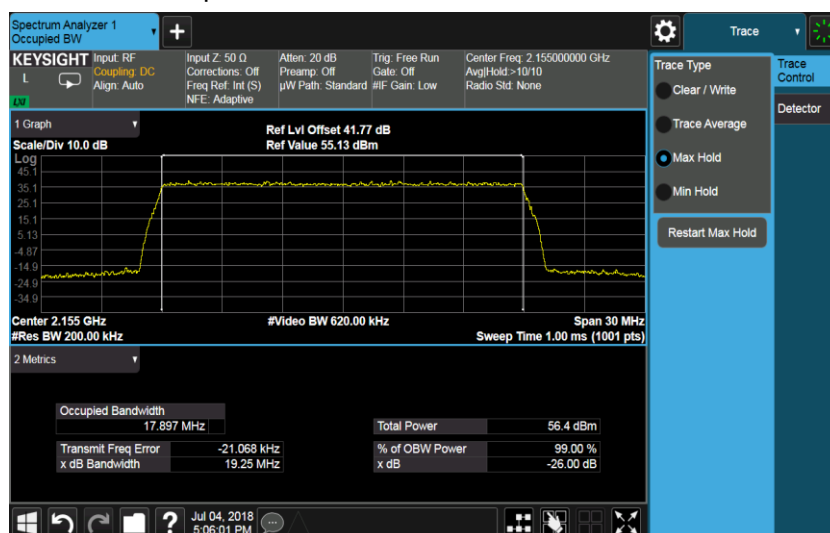 Spectrum Analyzer 1
Occupied BW
+
Trace
KEYSIGHT
L
LXI
Input: RF
Coupling: DC
Align: Auto
Input Z: 50 Ω
Corrections: Off
Freq Ref: Int (S)
NFE: Adaptive
Atten: 20 dB
Preamp: Off
µW Path: Standard
Trig: Free Run
Gate: Off
#IF Gain: Low
Center Freq: 2.155000000 GHz
Avg|Hold:>10/10
Radio Std: None
Trace Type
Clear / Write
Trace Average
Max Hold
Min Hold
Restart Max Hold
Trace
Control
Detector
1 Graph
Scale/Div 10.0 dB
Ref Lvl Offset 41.77 dB
Ref Value 55.13 dBm
Log
45.1
35.1
25.1
15.1
5.13
-4.87
-14.9
-24.9
-34.9
Center 2.155 GHz
#Video BW 620.00 kHz
Span 30 MHz
#Res BW 200.00 kHz
Sweep Time 1.00 ms (1001 pts)
2 Metrics
Occupied Bandwidth
17.897 MHz
Total Power 56.4 dBm
Transmit Freq Error -21.068 kHz
% of OBW Power 99.00 %
x dB Bandwidth 19.25 MHz
x dB -26.00 dB
?
Jul 04, 2018
5:06:01 PM